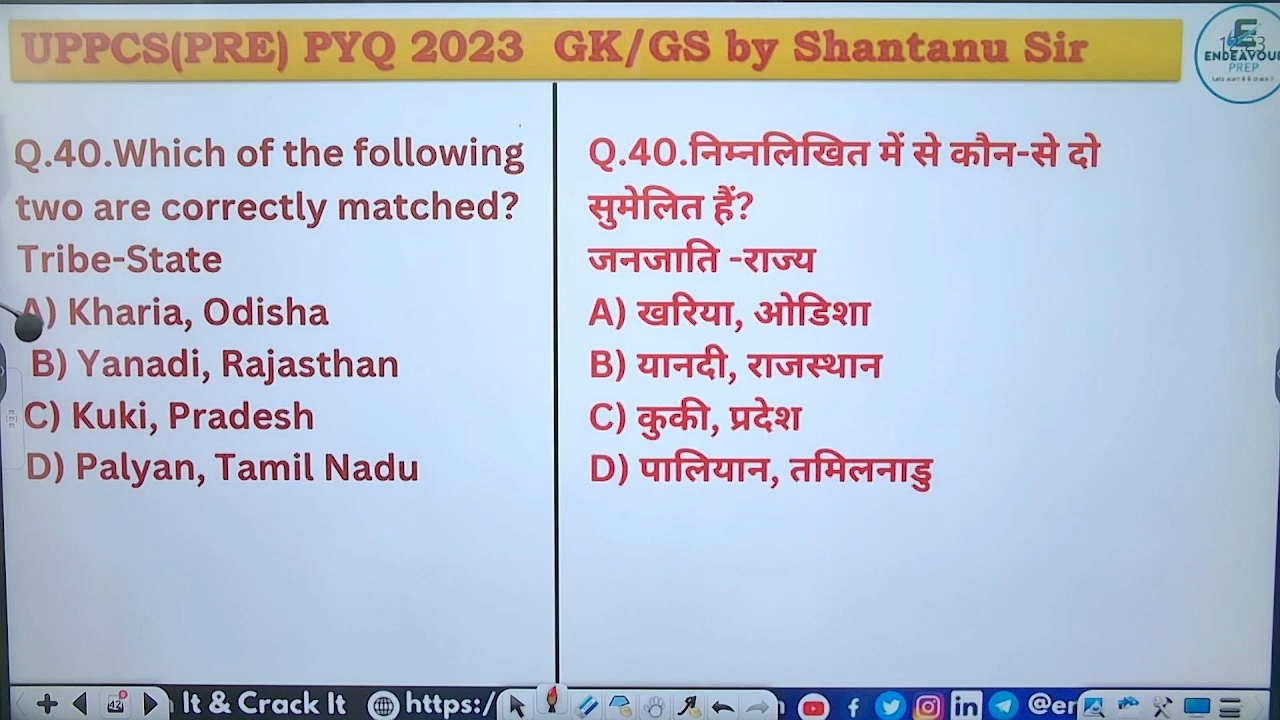 UPPCS(PRE) PYQ 2023 GK/GS by Shantanu Sir
ENDEAVOUR
PREP
Q.40.Which of the following
two are correctly matched?
Tribe-State
A) Kharia, Odisha
B) Yanadi, Rajasthan
C) Kuki, Pradesh
D) Palyan, Tamil Nadu
Q.40.निम्नलिखित में से कौन-से दो
सुमेलित हैं?
जनजाति -राज्य
A) खरिया, ओडिशा
B) यानदी, राजस्थान
C) कुकी, प्रदेश
D) पालियान, तमिलनाडु
42
It & Crack It
https:/
@er